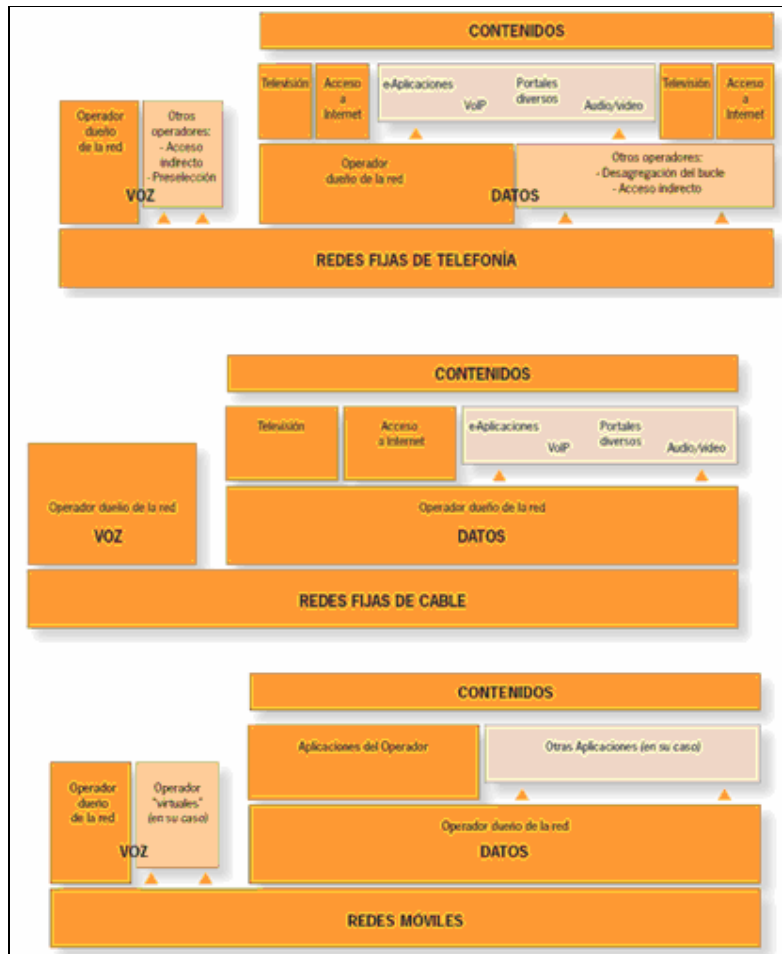 CONTENIDOS
Televisión
Acceso
a
Internet
e-Aplicaciones
VoIP
Portales
diversos
Audio/video
Televisión
Acceso
a
Internet
Operador
dueño
de la red
Otros
operadores:
- Acceso
indirecto
- Preselección
VOZ
Operador
dueño de la red
Otros operadores:
- Desagregación del bucle
- Acceso indirecto
DATOS
REDES FIJAS DE TELEFONÍA
CONTENIDOS
Televisión
Acceso
a Internet
e-Aplicaciones
VoIP
Portales
diversos
Audio/video
Operador dueño de la red
VOZ
Operador dueño de la red
DATOS
REDES FIJAS DE CABLE
CONTENIDOS
Aplicaciones del Operador
Otras Aplicaciones (en su caso)
Operador
dueño
de la red
Operador
"virtuales"
(en su caso)
VOZ
Operador dueño de la red
DATOS
REDES MÓVILES